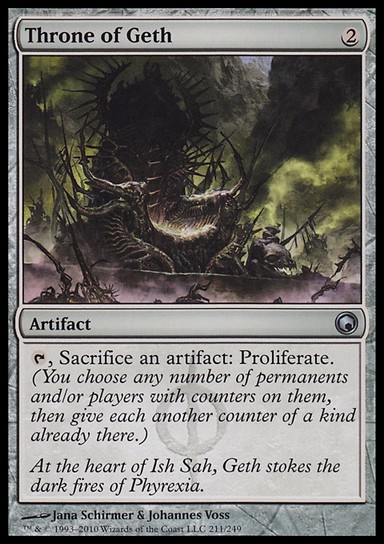 Throne of Geth 2
Artifact
, Sacrifice an artifact: Proliferate.
(You choose any number of permanents
and/or players with counters on them,
then give each another counter of a kind
already there.)
At the heart of Ish Sah, Geth stokes the
dark fires of Phyrexia.
Jana Schirmer & Johannes Voss
™ & © 1993–2010 Wizards of the Coast LLC 211/249